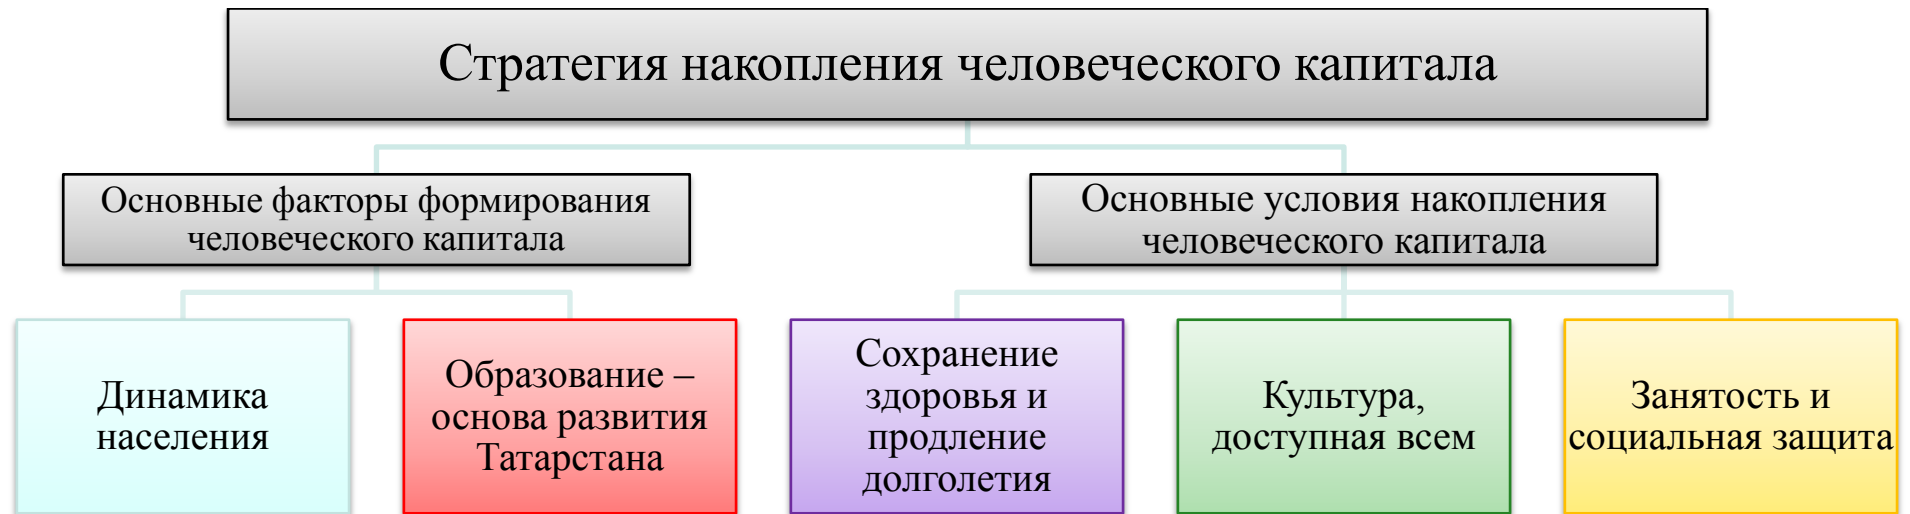 Стратегия накопления человеческого капитала
Основные факторы формирования
человеческого капитала
Основные условия накопления
человеческого капитала
Динамика
населения
Образование –
основа развития
Татарстана
Сохранение
здоровья и
продление
долголетия
Культура,
доступная всем
Занятость и
социальная защита